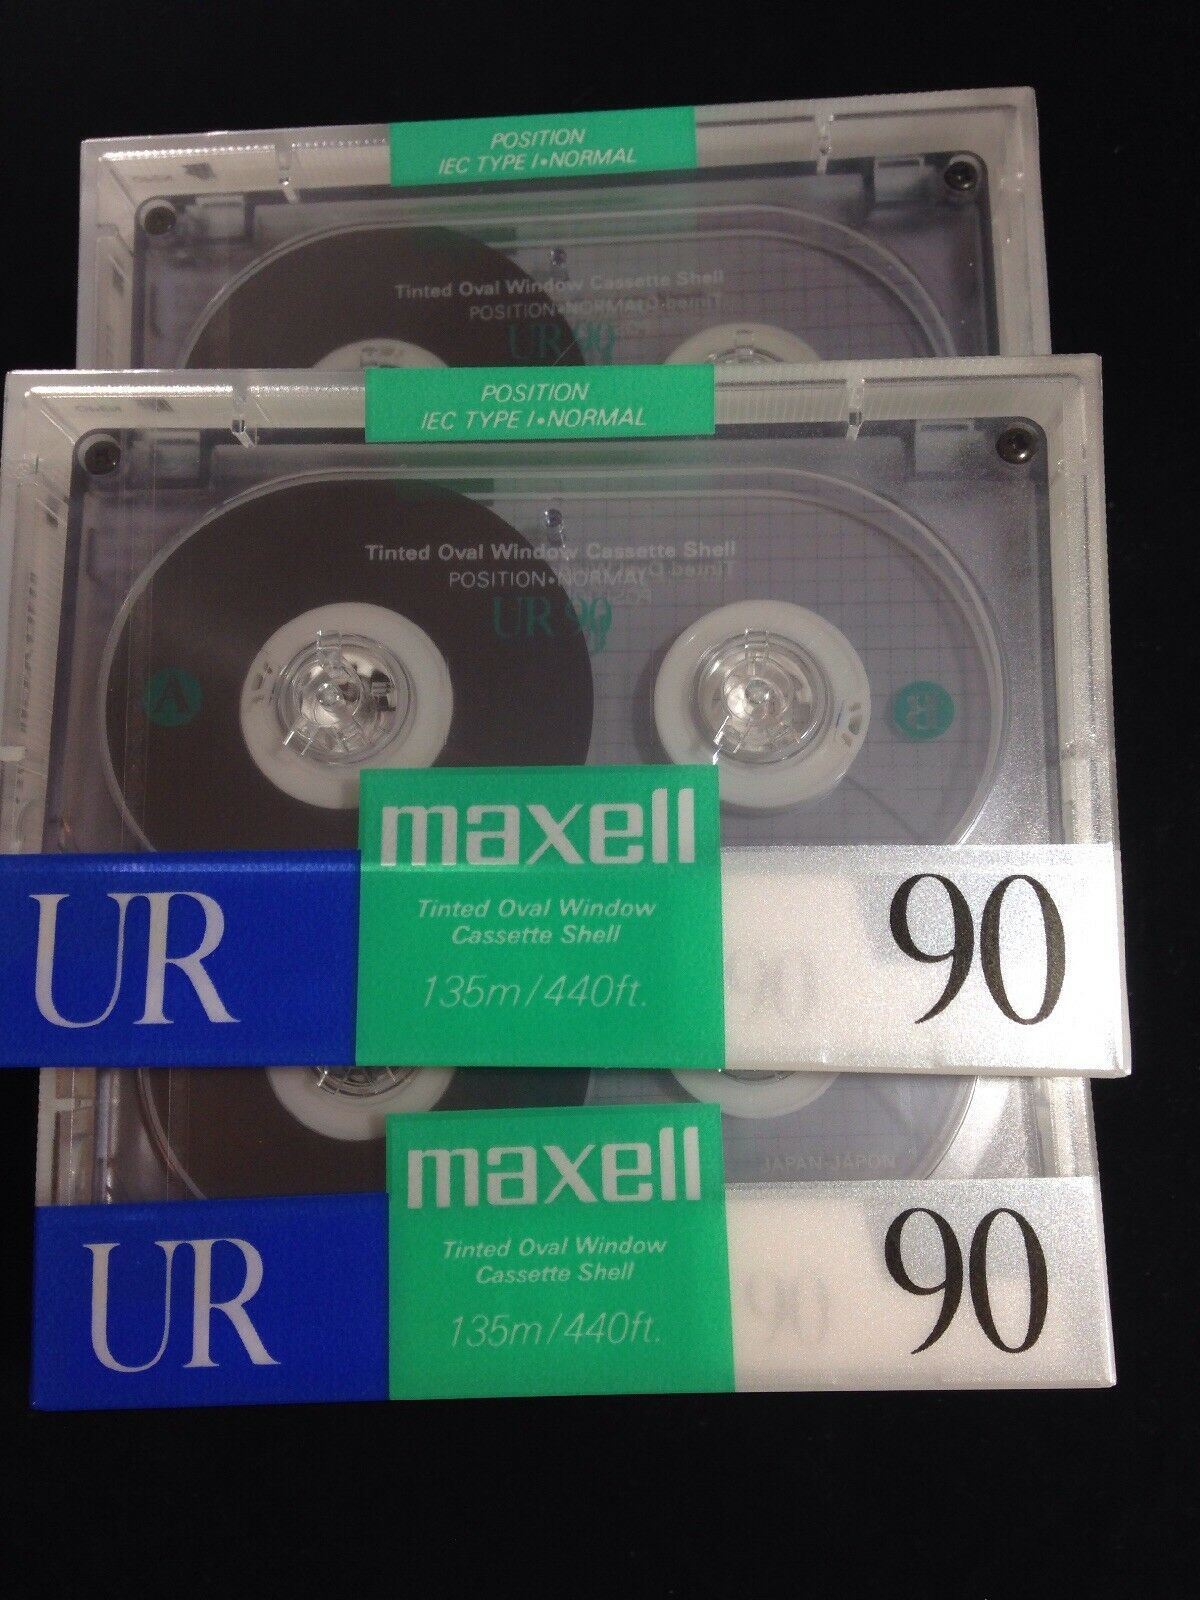 POSITION
IEC TYPE I•NORMAL
Tinted Oval Window Cassette Shell
POSITION•NORMAL
UR 90
POSITION
IEC TYPE I•NORMAL
Tinted Oval Window Cassette Shell
POSITION•NORMAL
UR 90
A
B
maxell
UR
Tinted Oval Window
Cassette Shell
135m/440ft.
90
JAPAN JAPON
maxell
UR
Tinted Oval Window
Cassette Shell
135m/440ft.
90